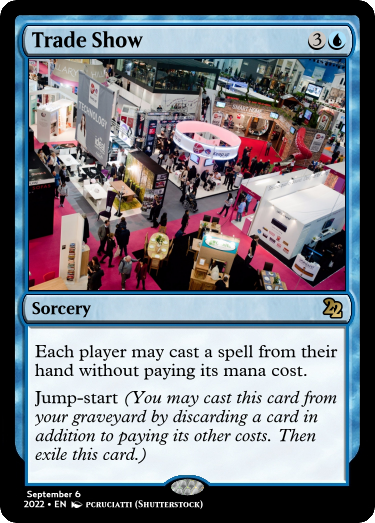 Trade Show 3
TECHNOLOGY
Sorcery
Each player may cast a spell from their
hand without paying its mana cost.
Jump-start (You may cast this card from
your graveyard by discarding a card in
addition to paying its other costs. Then
exile this card.)
September 6
2022 • EN PCRUCIATTI (SHUTTERSTOCK)